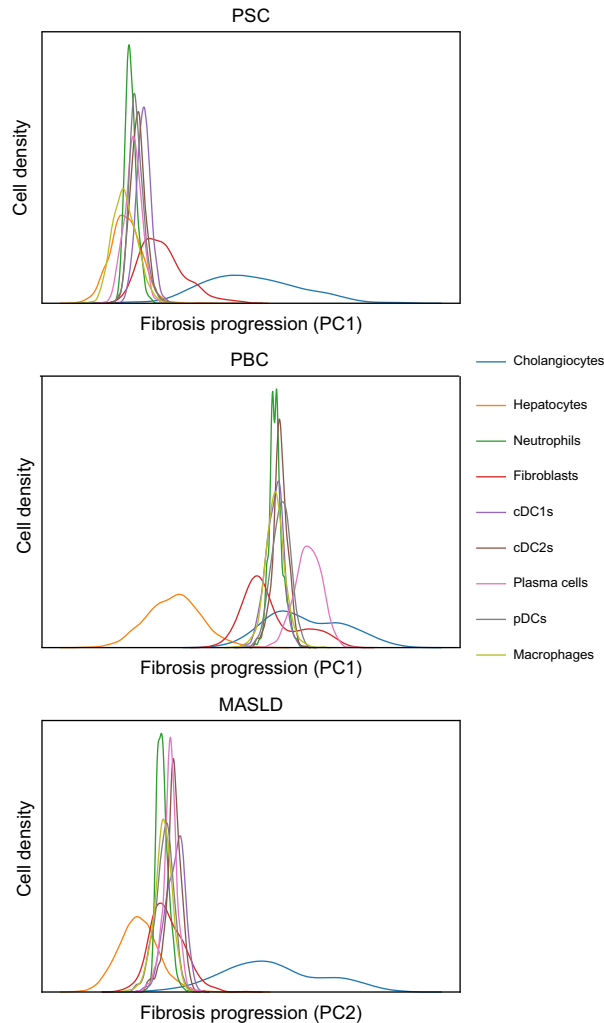 PSC
Cell density
Fibrosis progression (PC1)
PBC
Cell density
Fibrosis progression (PC1)
Cholangiocytes
Hepatocytes
Neutrophils
Fibroblasts
cDC1s
cDC2s
Plasma cells
pDCs
Macrophages
MASLD
Cell density
Fibrosis progression (PC2)